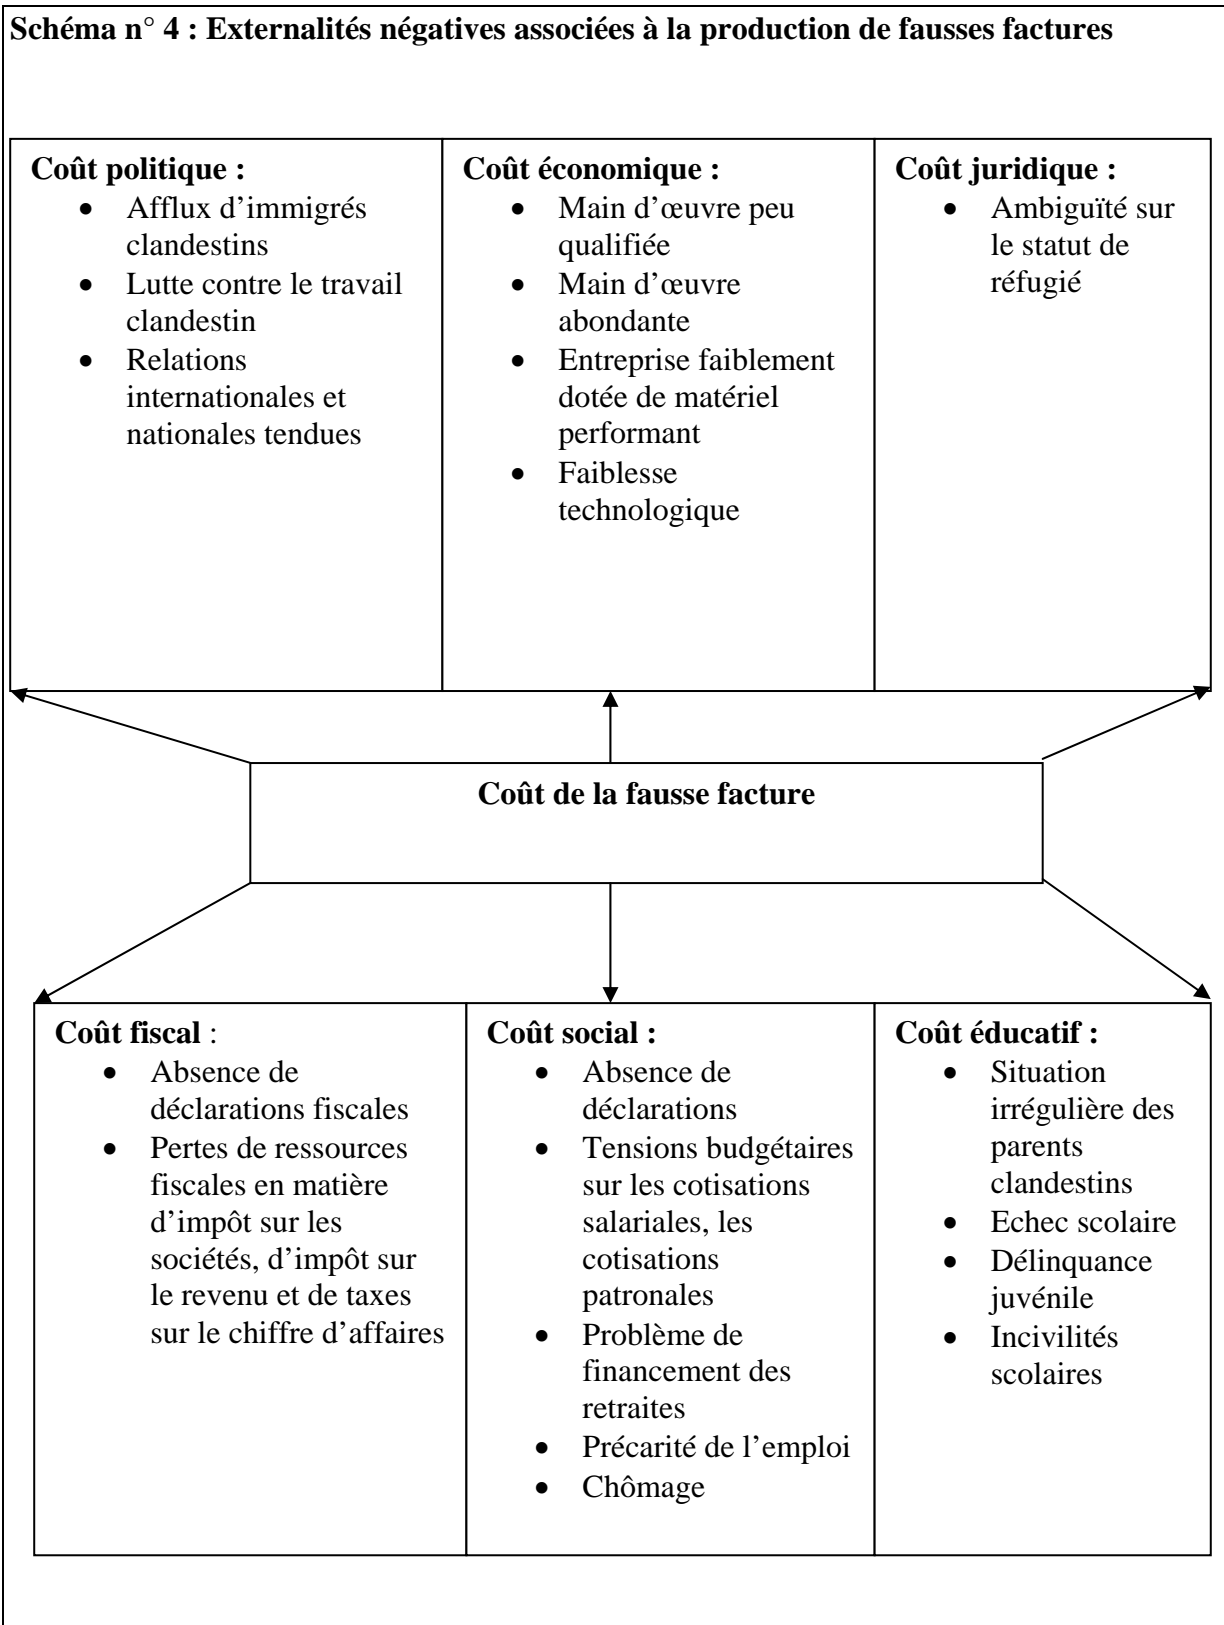 Schéma n° 4 : Externalités négatives associées à la production de fausses factures
Coût politique :
• Afflux d'immigrés
clandestins
• Lutte contre le travail
clandestin
• Relations
internationales et
nationales tendues
Coût économique :
• Main d'œuvre peu
qualifiée
• Main d'œuvre
abondante
• Entreprise faiblement
dotée de matériel
performant
• Faiblesse
technologique
Coût juridique :
• Ambiguïté sur
le statut de
réfugié
Coût de la fausse facture
Coût fiscal :
• Absence de
déclarations fiscales
• Pertes de ressources
fiscales en matière
d'impôt sur les
sociétés, d'impôt sur
le revenu et de taxes
sur le chiffre d'affaires
Coût social :
• Absence de
déclarations
• Tensions budgétaires
sur les cotisations
salariales, les
cotisations
patronales
• Problème de
financement des
retraites
• Précarité de l'emploi
• Chômage
Coût éducatif :
• Situation
irrégulière des
parents
clandestins
• Echec scolaire
• Délinquance
juvénile
• Incivilités
scolaires